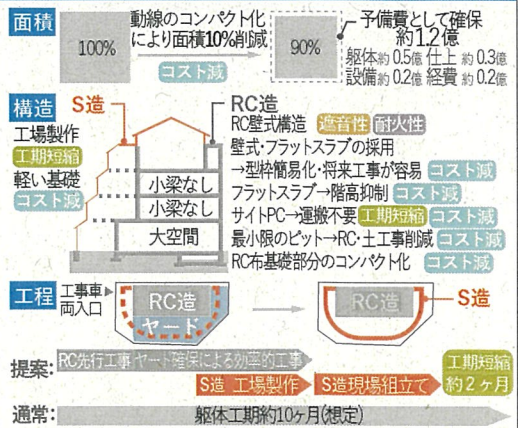 面積
100%
動線のコンパクト化
により面積10%削減
コスト減
90%
予備費として確保
約1.2億
躯体約0.5億 仕上約0.3億
設備約0.2億 経費約0.2億
構造
S造
工場製作
工期短縮
軽い基礎
コスト減
小梁なし
小梁なし
大空間
RC造
RC壁式構造 遮音性 耐火性
壁式・フラットスラブの採用
→型枠簡易化・将来工事が容易 コスト減
フラットスラブ→階高抑制 コスト減
サイトPC→運搬不要 工期短縮 コスト減
最小限のピット→RC・土工事削減 コスト減
RC布基礎部分のコンパクト化 コスト減
工程
工事車
両入口
RC造
ヤード
RC造
S造
提案:
RC先行工事 ヤード確保による効率的工事
S造 工場製作
S造現場組立て
工期短縮
約2ヶ月
通常:
躯体工期約10ヶ月(想定)